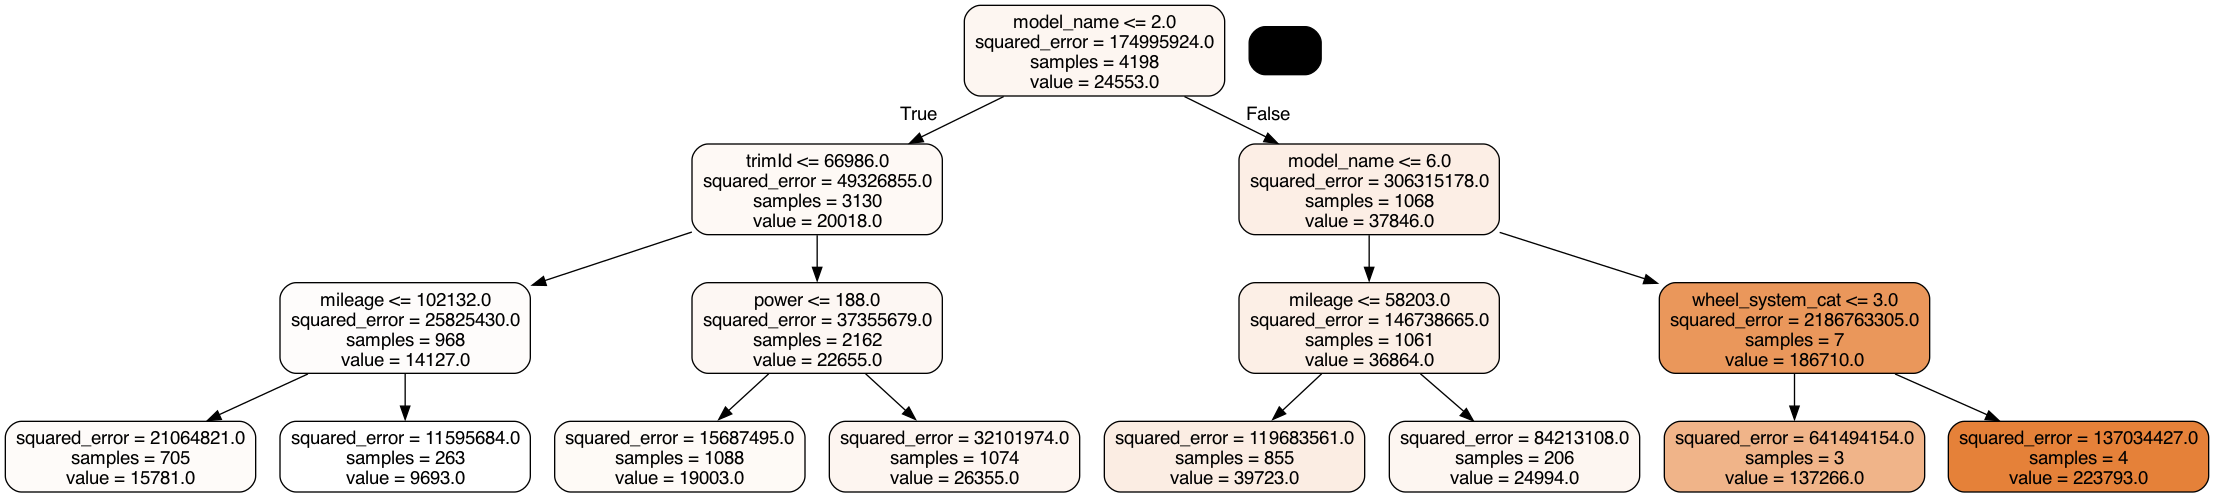 model_name <= 2.0
squared_error = 174995924.0
samples = 4198
value = 24553.0
True
False
trimId <= 66986.0
squared_error = 49326855.0
samples = 3130
value = 20018.0
model_name <= 6.0
squared_error = 306315178.0
samples = 1068
value = 37846.0
mileage <= 102132.0
squared_error = 25825430.0
samples = 968
value = 14127.0
power <= 188.0
squared_error = 37355679.0
samples = 2162
value = 22655.0
mileage <= 58203.0
squared_error = 146738665.0
samples = 1061
value = 36864.0
wheel_system_cat <= 3.0
squared_error = 2186763305.0
samples = 7
value = 186710.0
squared_error = 21064821.0
samples = 705
value = 15781.0
squared_error = 11595684.0
samples = 263
value = 9693.0
squared_error = 15687495.0
samples = 1088
value = 19003.0
squared_error = 32101974.0
samples = 1074
value = 26355.0
squared_error = 119683561.0
samples = 855
value = 39723.0
squared_error = 84213108.0
samples = 206
value = 24994.0
squared_error = 641494154.0
samples = 3
value = 137266.0
squared_error = 137034427.0
samples = 4
value = 223793.0